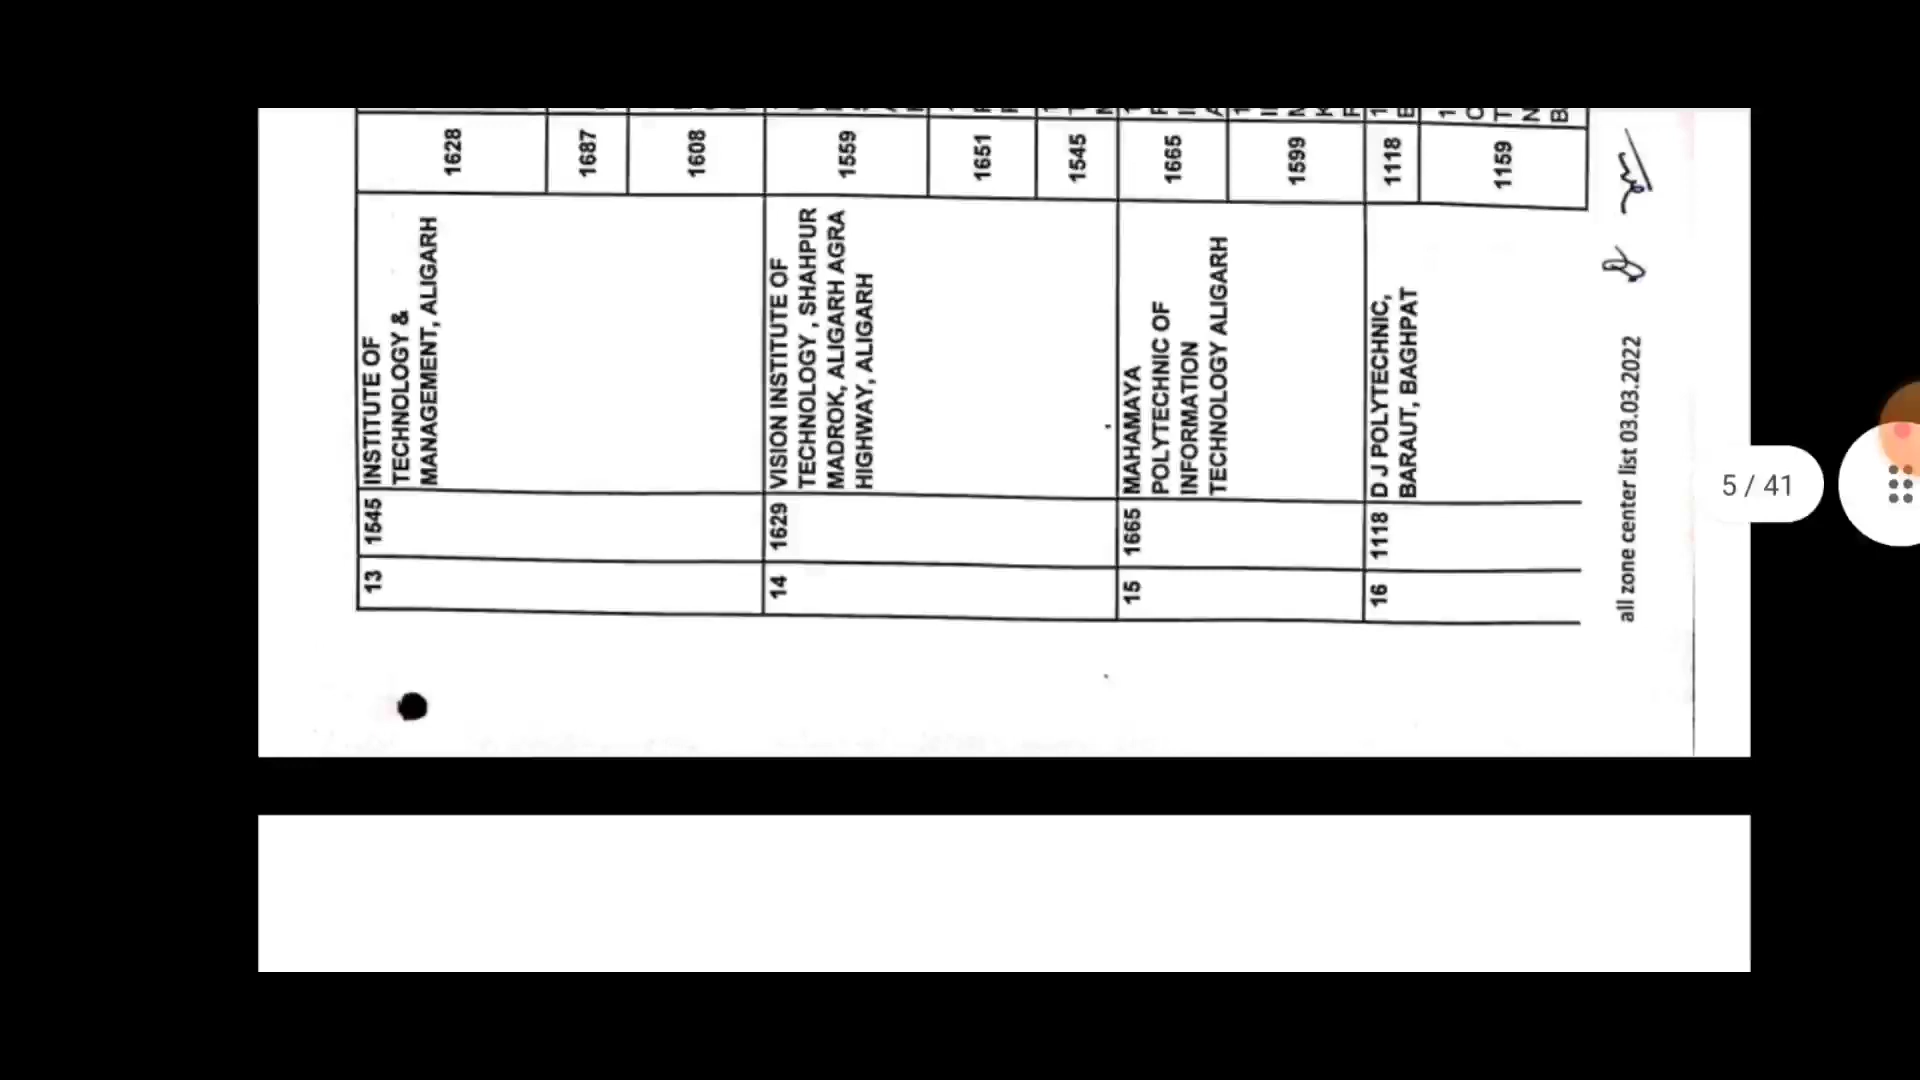 13
1545
INSTITUTE OF
TECHNOLOGY &
MANAGEMENT, ALIGARH
1628
1687
1608
14
1629
VISION INSTITUTE OF
TECHNOLOGY , SHAHPUR
MADROK, ALIGARH AGRA
HIGHWAY, ALIGARH
1559
1651
1545
15
1665
MAHAMAYA
POLYTECHNIC OF
INFORMATION
TECHNOLOGY ALIGARH
1665
1599
16
1118
D J POLYTECHNIC,
BARAUT, BAGHPAT
1118
1159
all zone center list 03.03.2022
5 / 41